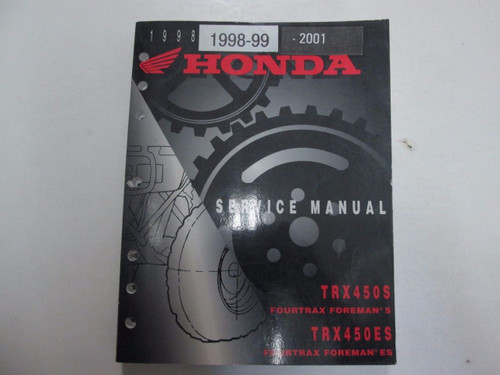 1998 1998-99 - 2001
HONDA
SERVICE MANUAL
TRX450S
FOURTRAX FOREMAN® S
TRX450ES
FOURTRAX FOREMAN® ES